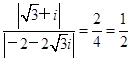 |√3+i| / |−2−2√3i| = 2/4 = 1/2